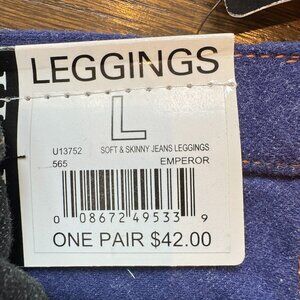 LEGGINGS
L
U13752 SOFT & SKINNY JEANS LEGGINGS
565 EMPEROR
0 08672 49533 9
ONE PAIR $42.00